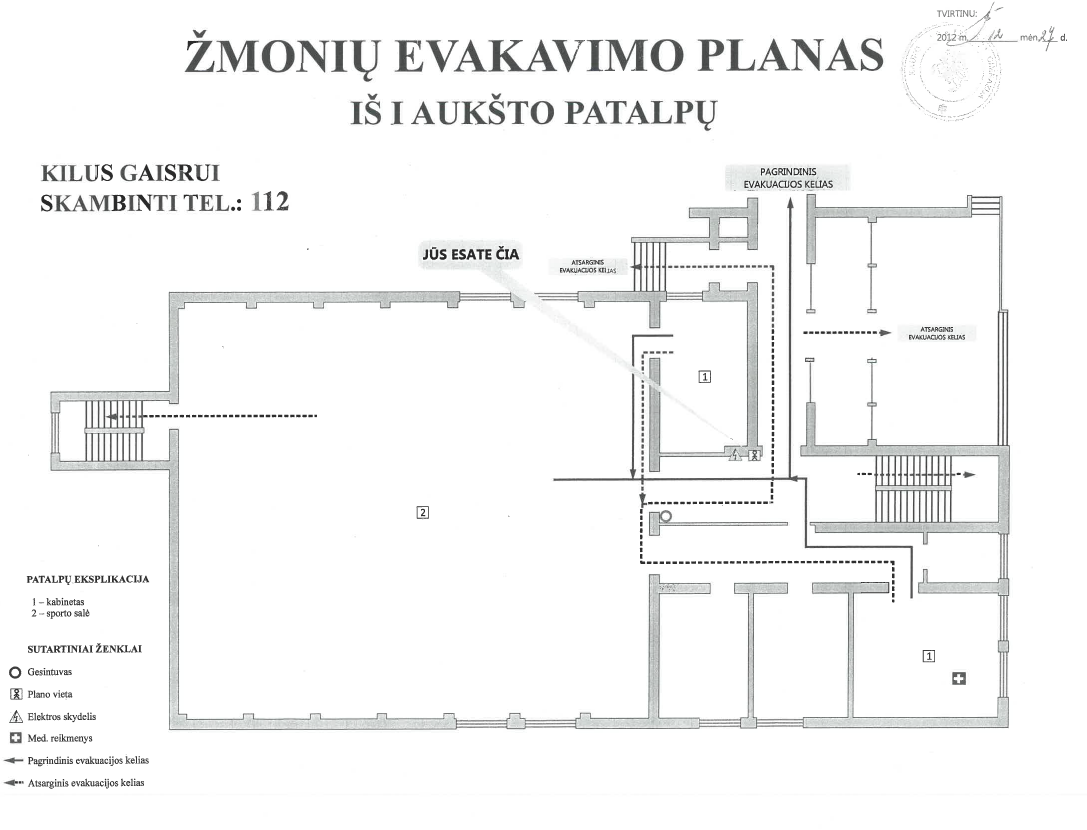 TVIRTINU:
2012 m. 12 mėn. 27 d.
ŽMONIŲ EVAKAVIMO PLANAS
IŠ I AUKŠTO PATALPŲ
KILUS GAISRUI
SKAMBINTI TEL.: 112
PAGRINDINIS
EVAKUACIJOS KELIAS
JŪS ESATE ČIA
ATSARGINIS
EVAKUACIJOS KELIAS
ATSARGINIS
EVAKUACIJOS KELIAS
1
2
1
PATALPŲ EKSPLIKACIJA
1 – kabinetas
2 – sporto salė
SUTARTINIAI ŽENKLAI
Gesintuvas
Plano vieta
Elektros skydelis
Med. reikmenys
Pagrindinis evakuacijos kelias
Atsarginis evakuacijos kelias